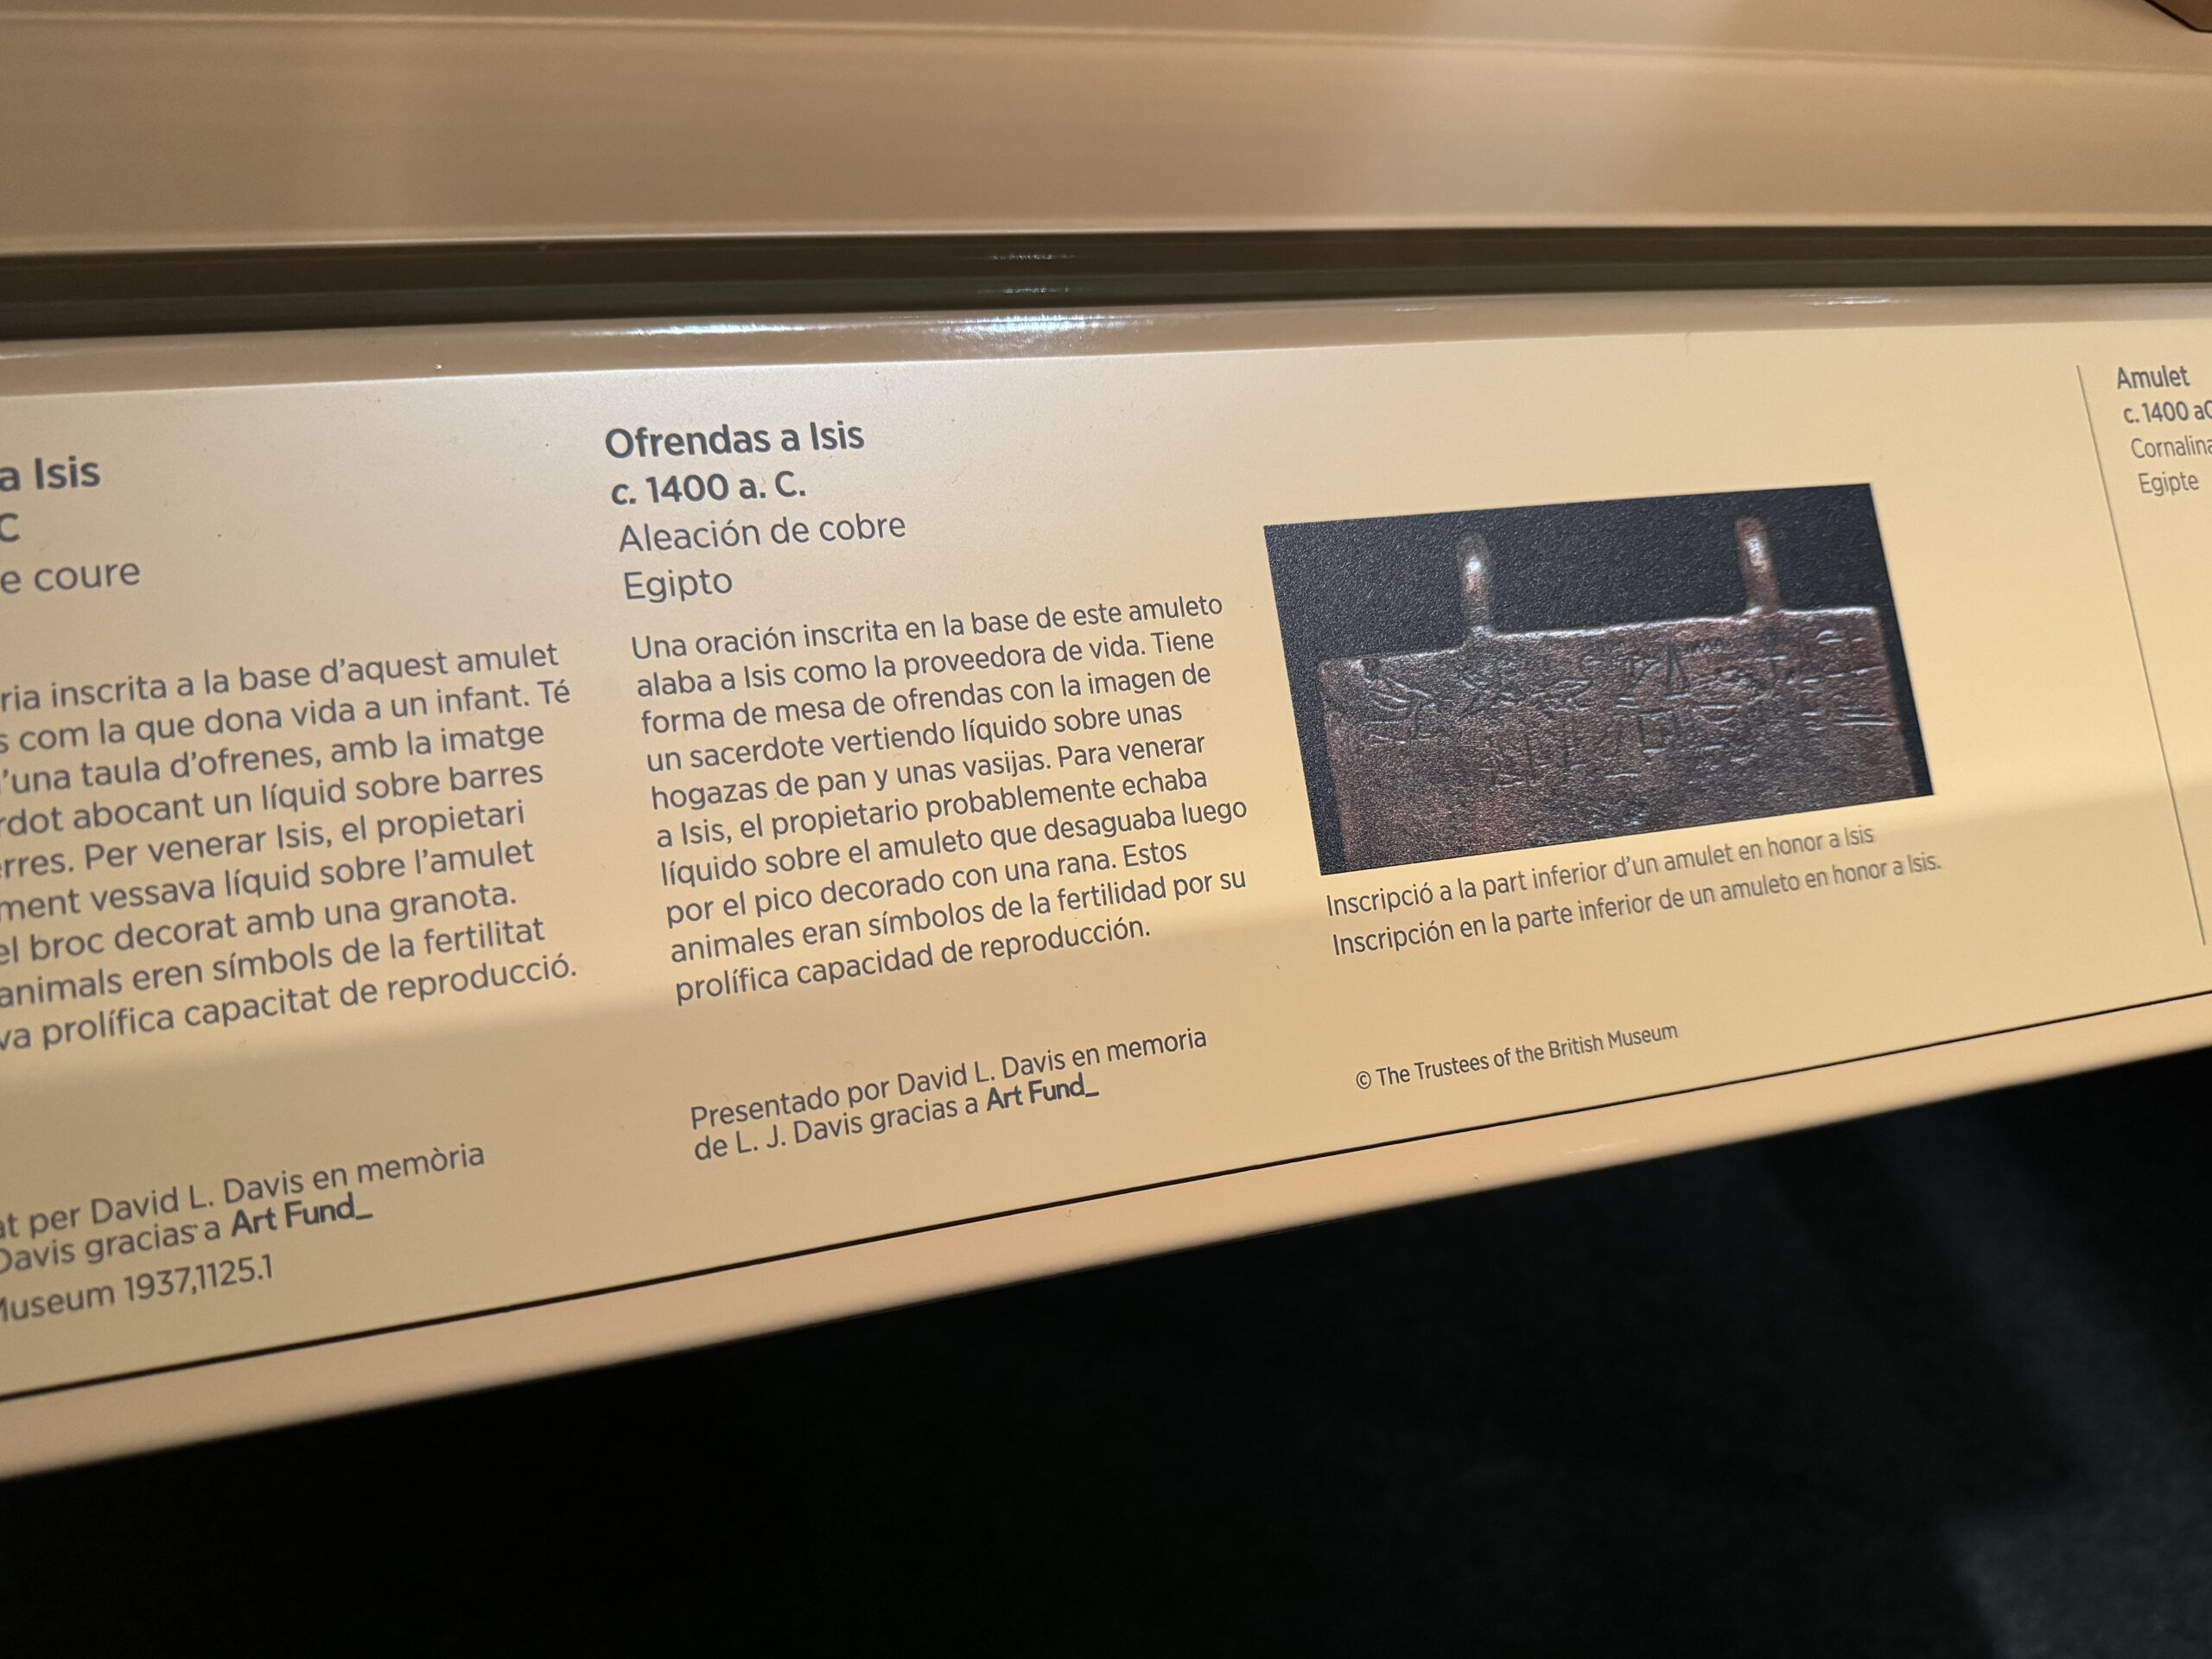 a Isis
C
e coure
ria inscrita a la base d'aquest amulet
s com la que dona vida a un infant. Té
'una taula d'ofrenes, amb la imatge
rdot abocant un líquid sobre barres
erres. Per venerar Isis, el propietari
ment vessava líquid sobre l'amulet
el broc decorat amb una granota.
animals eren símbols de la fertilitat
va prolífica capacitat de reproducció.
at per David L. Davis en memòria
Davis gracias a Art Fund_
Museum 1937,1125.1
Ofrendas a Isis
c. 1400 a. C.
Aleación de cobre
Egipto
Una oración inscrita en la base de este amuleto
alaba a Isis como la proveedora de vida. Tiene
forma de mesa de ofrendas con la imagen de
un sacerdote vertiendo líquido sobre unas
hogazas de pan y unas vasijas. Para venerar
a Isis, el propietario probablemente echaba
líquido sobre el amuleto que desaguaba luego
por el pico decorado con una rana. Estos
animales eran símbolos de la fertilidad por su
prolífica capacidad de reproducción.
Presentado por David L. Davis en memoria
de L. J. Davis gracias a Art Fund_
Inscripció a la part inferior d'un amulet en honor a Isis
Inscripción en la parte inferior de un amuleto en honor a Isis.
© The Trustees of the British Museum
Amulet
c. 1400 aC
Cornalina
Egipte